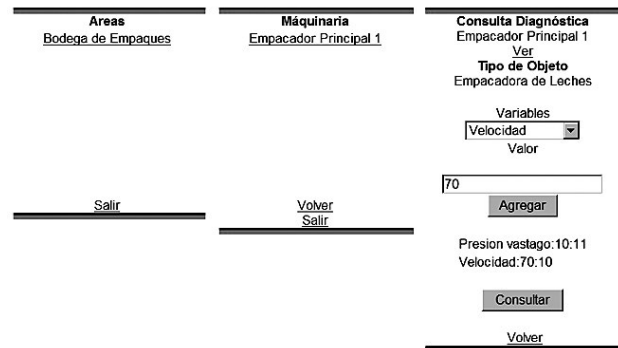 Areas
Bodega de Empaques
Salir
Máquinaria
Empacador Principal 1
Volver
Salir
Consulta Diagnóstica
Empacador Principal 1
Ver
Tipo de Objeto
Empacadora de Leches
Variables
Velocidad
Valor
70
Agregar
Presion vastago:10:11
Velocidad:70:10
Consultar
Volver